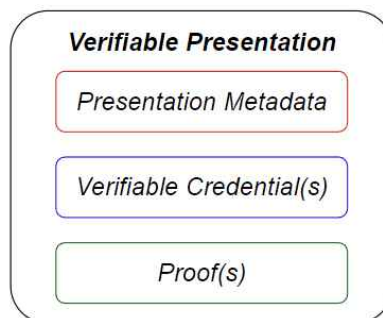 Verifiable Presentation
Presentation Metadata
Verifiable Credential(s)
Proof(s)